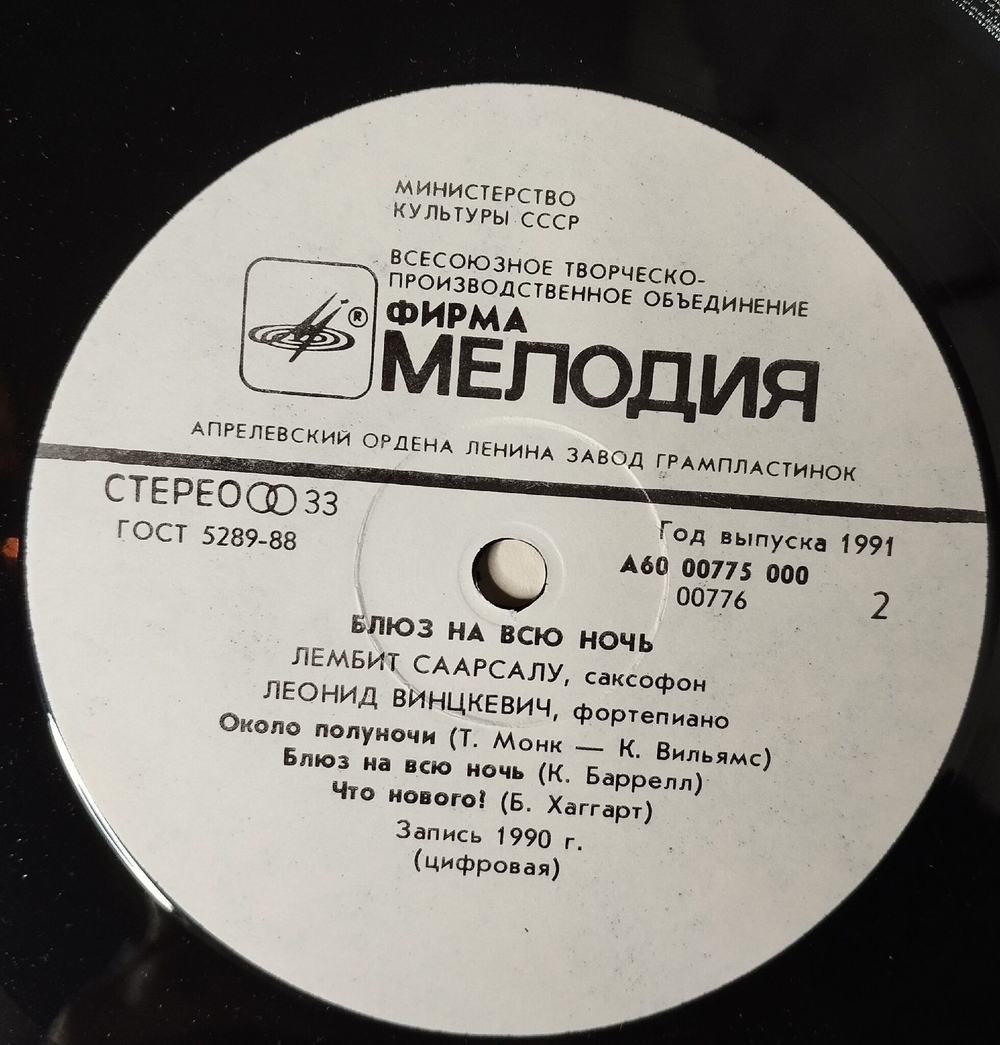 МИНИСТЕРСТВО
КУЛЬТУРЫ СССР
ВСЕСОЮЗНОЕ ТВОРЧЕСКО-
ПРОИЗВОДСТВЕННОЕ ОБЪЕДИНЕНИЕ
®
ФИРМА
МЕЛОДИЯ
АПРЕЛЕВСКИЙ ОРДЕНА ЛЕНИНА ЗАВОД ГРАМПЛАСТИНОК
СТЕРЕО 33
ГОСТ 5289-88
Год выпуска 1991
А60 00775 000
00776
2
БЛЮЗ НА ВСЮ НОЧЬ
ЛЕМБИТ СААРСАЛУ, саксофон
ЛЕОНИД ВИНЦКЕВИЧ, фортепиано
Около полуночи (Т. Монк — К. Вильямс)
Блюз на всю ночь (К. Баррелл)
Что нового? (Б. Хаггарт)
Запись 1990 г.
(цифровая)